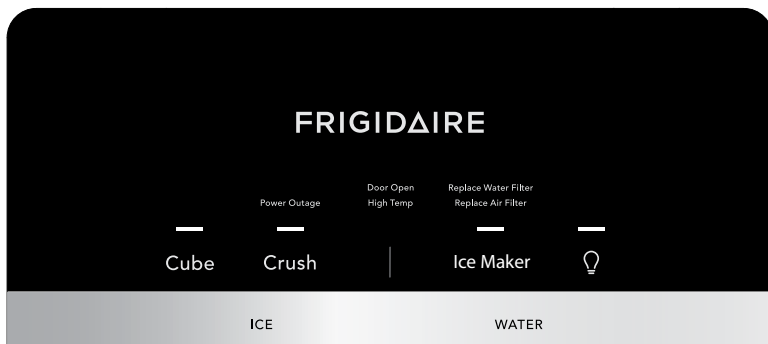 FRIGIDAIRE
Door Open Replace Water Filter
Power Outage High Temp Replace Air Filter
Cube Crush Ice Maker
ICE WATER